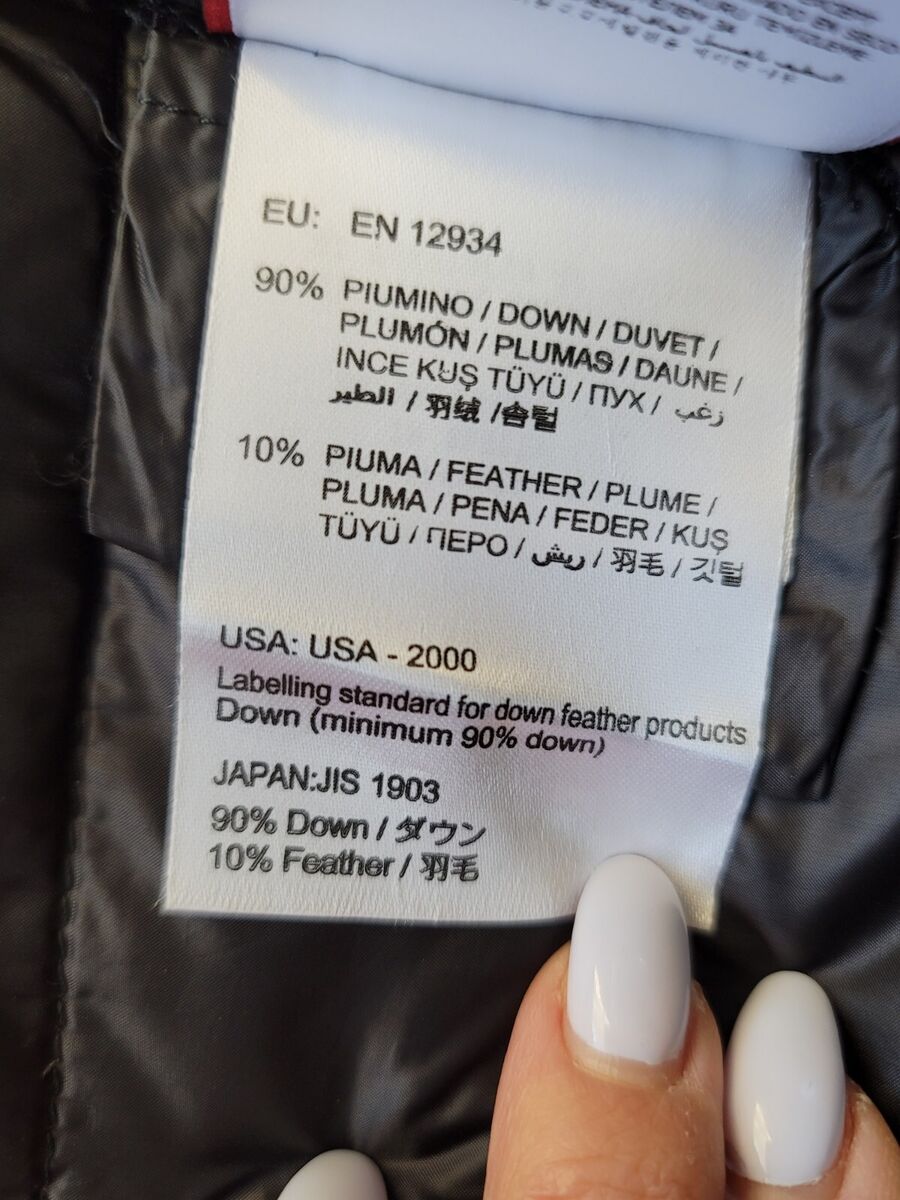 EU: EN 12934
90% PIUMINO / DOWN / DUVET /
PLUMÓN / PLUMAS / DAUNE /
INCE KUŞ TÜYÜ / ПУХ / زغب
الطير / 羽绒 /솜털
10% PIUMA / FEATHER / PLUME /
PLUMA / PENA / FEDER / KUŞ
TÜYÜ / ПЕРО / ريش / 羽毛 / 깃털
USA: USA - 2000
Labelling standard for down feather products
Down (minimum 90% down)
JAPAN:JIS 1903
90% Down / ダウン
10% Feather / 羽毛